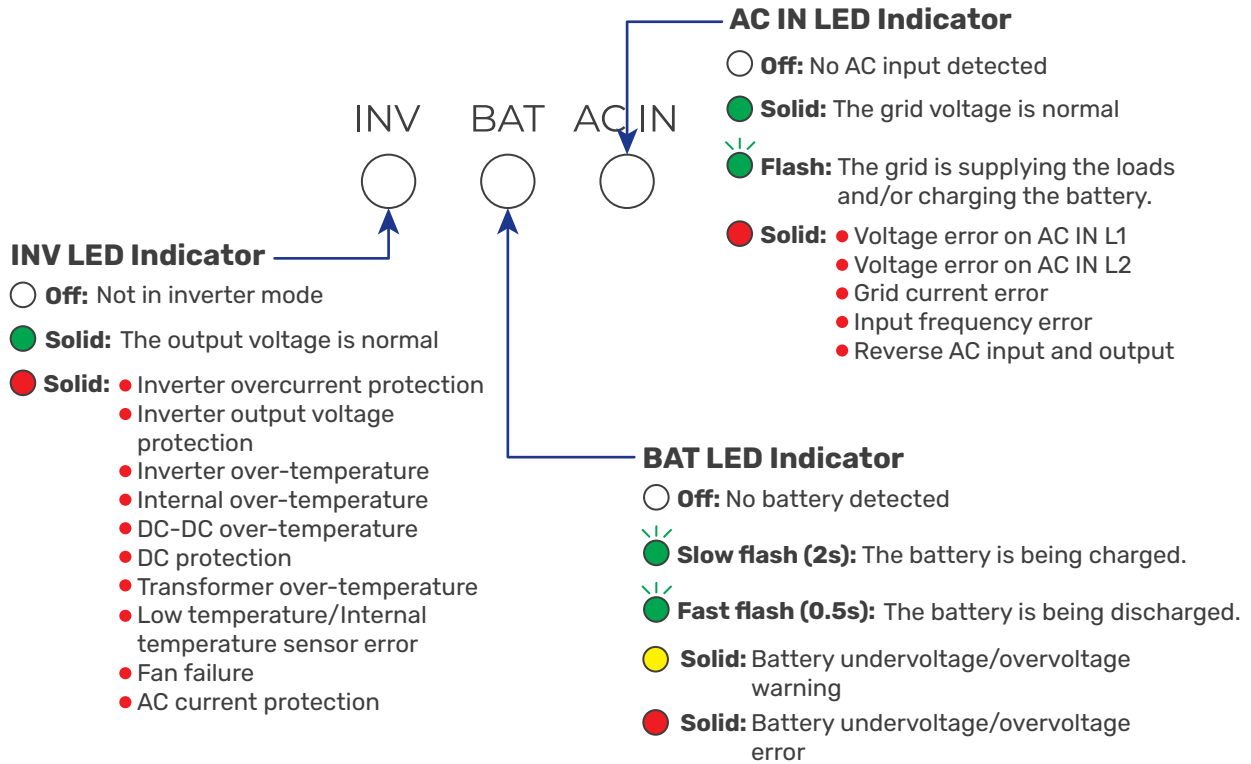 AC IN LED Indicator
Off: No AC input detected
Solid: The grid voltage is normal
Flash: The grid is supplying the loads
and/or charging the battery.
Solid: • Voltage error on AC IN L1
• Voltage error on AC IN L2
• Grid current error
• Input frequency error
• Reverse AC input and output
INV BAT AC IN
INV LED Indicator
Off: Not in inverter mode
Solid: The output voltage is normal
Solid: • Inverter overcurrent protection
• Inverter output voltage
protection
• Inverter over-temperature
• Internal over-temperature
• DC-DC over-temperature
• DC protection
• Transformer over-temperature
• Low temperature/Internal
temperature sensor error
• Fan failure
• AC current protection
BAT LED Indicator
Off: No battery detected
Slow flash (2s): The battery is being charged.
Fast flash (0.5s): The battery is being discharged.
Solid: Battery undervoltage/overvoltage
warning
Solid: Battery undervoltage/overvoltage
error